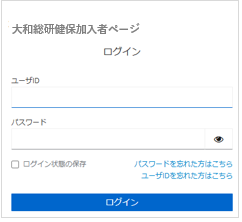 大和総研健保加入者ページ
ログイン
ユーザID
パスワード
ログイン状態の保存
パスワードを忘れた方はこちら
ユーザIDを忘れた方はこちら
ログイン